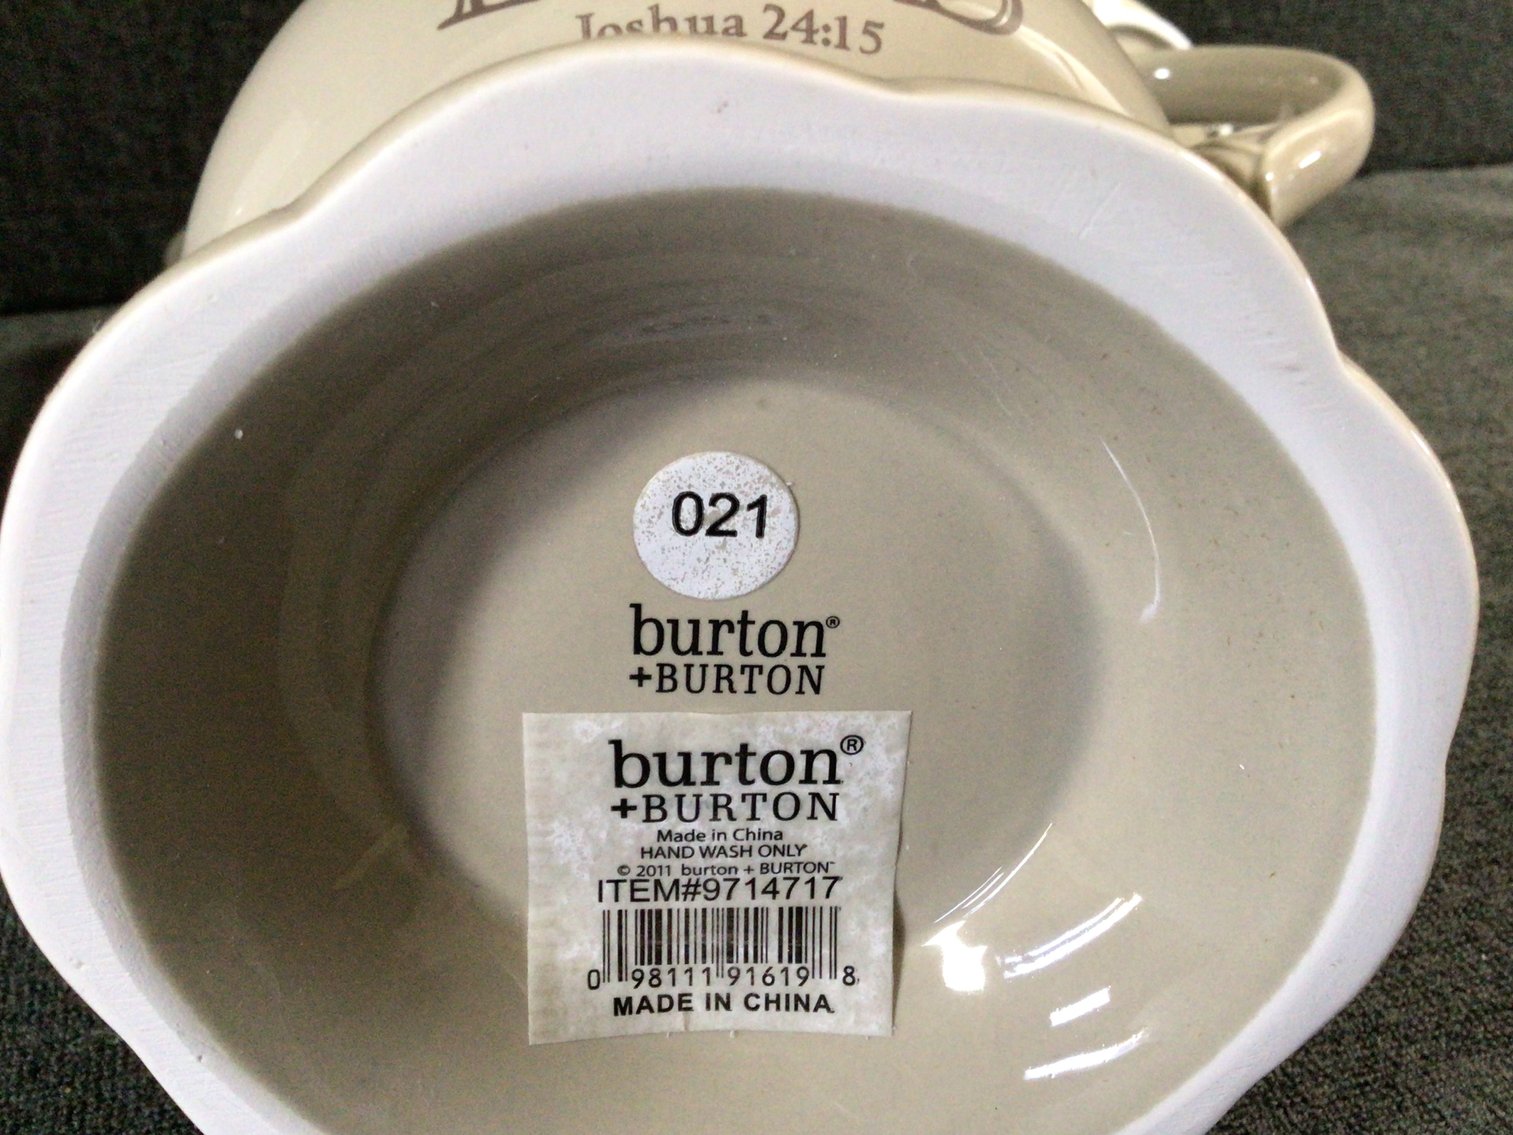 Joshua 24:15
021
burton®
+BURTON
burton®
+BURTON
Made in China
HAND WASH ONLY
© 2011 burton + BURTON™
ITEM#9714717
0 98111 91619 8
MADE IN CHINA